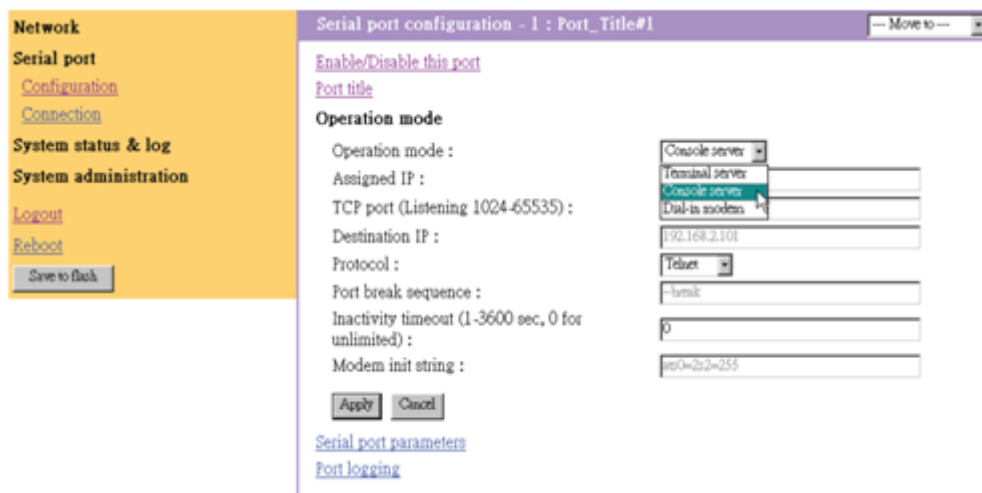 Network
Serial port
Configuration
Connection
System status & log
System administration
Logout
Reboot
Save to flash
Serial port configuration - 1 : Port_Title#1
--- Move to ---
Enable/Disable this port
Port title
Operation mode
Operation mode :
Console server
Terminal server
Console server
Dial-in modem
Assigned IP :
TCP port (Listening 1024-65535) :
Destination IP :
192.168.2.101
Protocol :
Telnet
Port break sequence :
~break
Inactivity timeout (1-3600 sec, 0 for
unlimited) :
0
Modem init string :
Apply
Cancel
Serial port parameters
Port logging